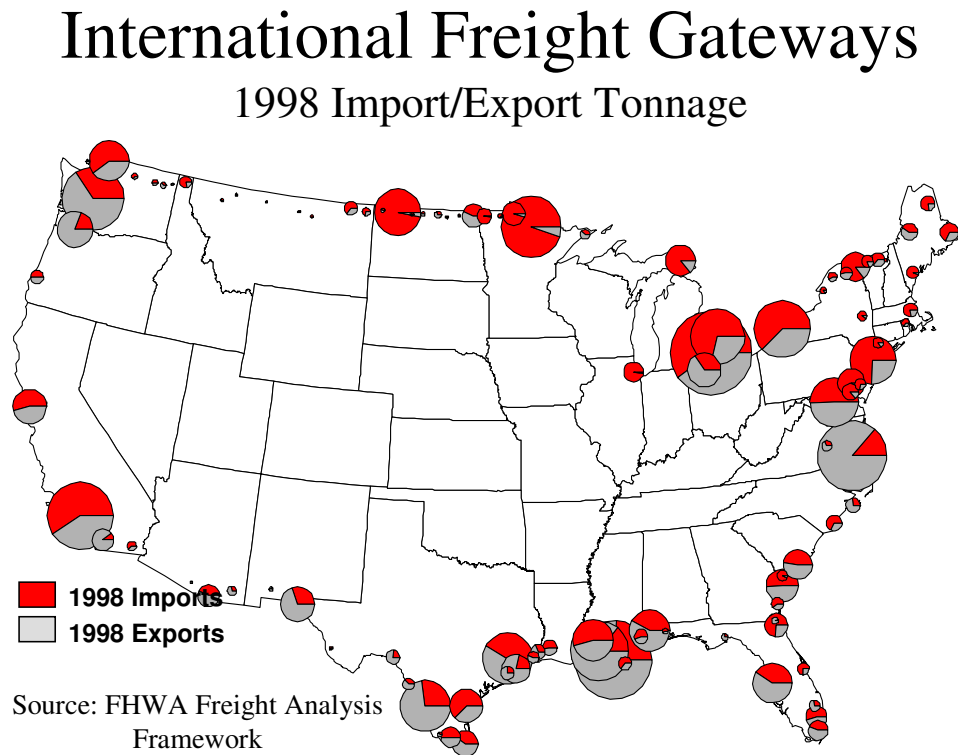 International Freight Gateways
1998 Import/Export Tonnage
1998 Imports
1998 Exports
Source: FHWA Freight Analysis
Framework